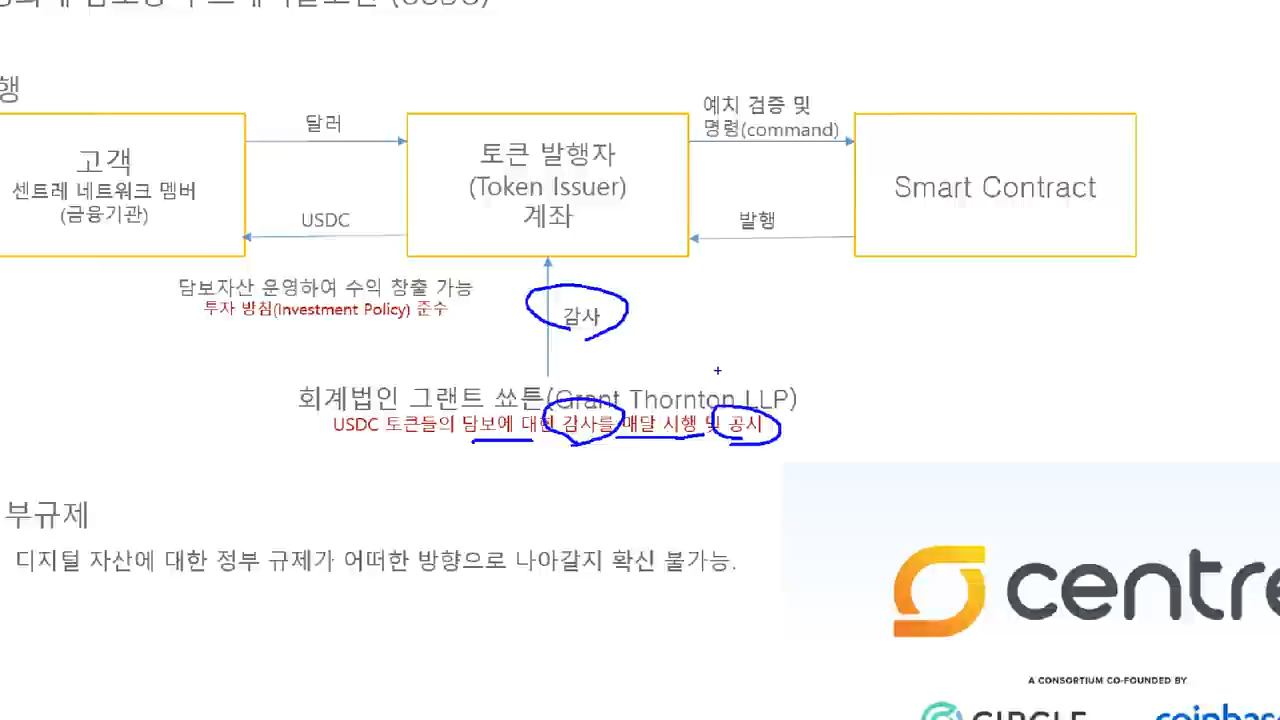 (USDC)
행
달러
예치 검증 및
명령(command)
고객
센트레 네트워크 멤버
(금융기관)
토큰 발행자
(Token Issuer)
계좌
Smart Contract
USDC
발행
담보자산 운영하여 수익 창출 가능
투자 방침(Investment Policy) 준수
감사
회계법인 그랜트 쏘튼(Grant Thornton LLP)
USDC 토큰들의 담보에 대한 감사를 매달 시행 및 공시
부규제
디지털 자산에 대한 정부 규제가 어떠한 방향으로 나아갈지 확신 불가능.
centre
A CONSORTIUM CO-FOUNDED BY
CIRCLE coinbase